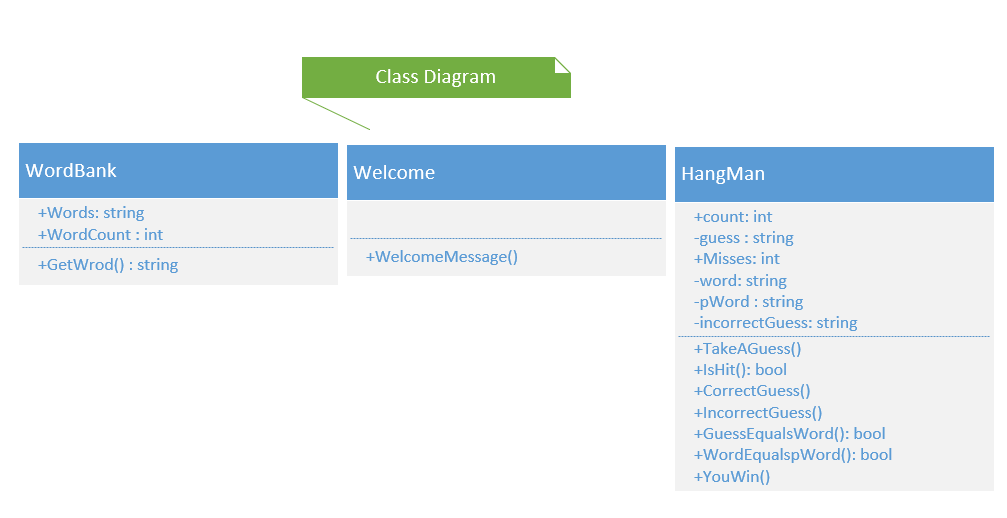 Class Diagram
WordBank
+Words: string
+WordCount : int
+GetWrod() : string
Welcome
+WelcomeMessage()
HangMan
+count: int
-guess : string
+Misses: int
-word: string
-pWord : string
-incorrectGuess: string
+TakeAGuess()
+IsHit(): bool
+CorrectGuess()
+IncorrectGuess()
+GuessEqualsWord(): bool
+WordEqualspWord(): bool
+YouWin()